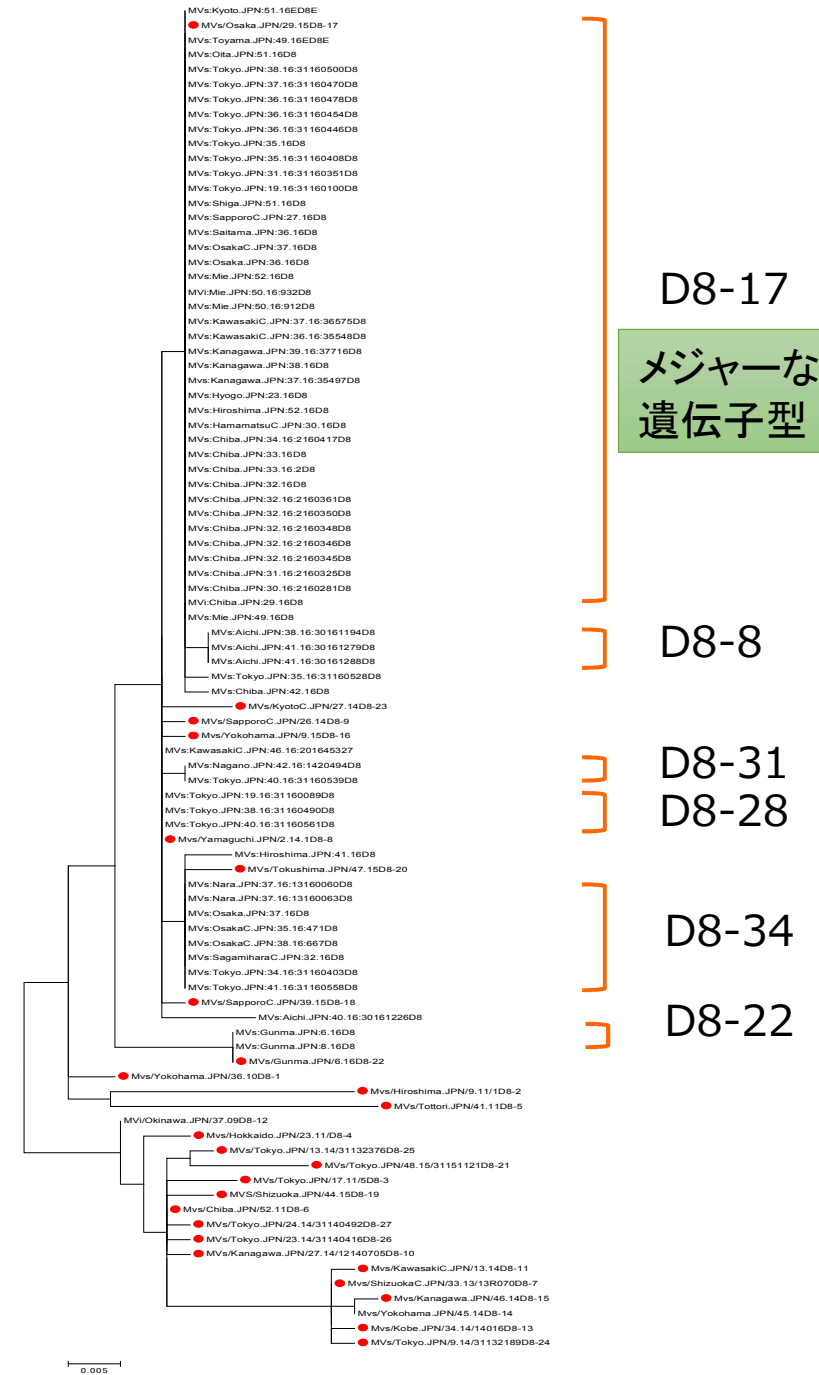 MVs:Kyoto.JPN:51.16ED8E
MVs/Osaka.JPN/29.15D8-17
MVs:Toyama.JPN:49.16ED8E
MVs:Oita.JPN:51.16D8
MVs:Tokyo.JPN:38.16:31160500D8
MVs:Tokyo.JPN:37.16:31160470D8
MVs:Tokyo.JPN:36.16:31160478D8
MVs:Tokyo.JPN:36.16:31160454D8
MVs:Tokyo.JPN:36.16:31160446D8
MVs:Tokyo.JPN:35.16D8
MVs:Tokyo.JPN:35.16:31160408D8
MVs:Tokyo.JPN:31.16:31160351D8
MVs:Tokyo.JPN:19.16:31160100D8
MVs:Shiga.JPN:51.16D8
MVs:SapporoC.JPN:27.16D8
MVs:Saitama.JPN:36.16D8
MVs:OsakaC.JPN:37.16D8
MVs:Osaka.JPN:36.16D8
MVs:Mie.JPN:52.16D8
MVi:Mie.JPN:50.16:932D8
MVs:Mie.JPN:50.16:912D8
MVs:KawasakiC.JPN:37.16:36575D8
MVs:KawasakiC.JPN:36.16:35548D8
MVs:Kanagawa.JPN:39.16:37716D8
MVs:Kanagawa.JPN:38.16D8
Mvs:Kanagawa.JPN:37.16:35497D8
MVs:Hyogo.JPN:23.16D8
MVs:Hiroshima.JPN:52.16D8
MVs:HamamatsuC.JPN:30.16D8
MVs:Chiba.JPN:34.16:2160417D8
MVs:Chiba.JPN:33.16D8
MVs:Chiba.JPN:33.16:2D8
MVs:Chiba.JPN:32.16D8
MVs:Chiba.JPN:32.16:2160361D8
MVs:Chiba.JPN:32.16:2160350D8
MVs:Chiba.JPN:32.16:2160348D8
MVs:Chiba.JPN:32.16:2160346D8
MVs:Chiba.JPN:32.16:2160345D8
MVs:Chiba.JPN:31.16:2160325D8
MVs:Chiba.JPN:30.16:2160281D8
MVi:Chiba.JPN:29.16D8
MVs:Mie.JPN:49.16D8
D8-17
メジャーな
遺伝子型
MVs:Aichi.JPN:38.16:30161194D8
MVs:Aichi.JPN:41.16:30161279D8
MVs:Aichi.JPN:41.16:30161288D8
D8-8
MVs:Tokyo.JPN:35.16:31160528D8
MVs:Chiba.JPN:42.16D8
MVs/KyotoC.JPN/27.14D8-23
MVs/SapporoC.JPN/26.14D8-9
MVs/Yokohama.JPN/9.15D8-16
MVs:KawasakiC.JPN:46.16:201645327
MVs:Nagano.JPN:42.16:1420494D8
MVs:Tokyo.JPN:40.16:31160539D8
D8-31
MVs:Tokyo.JPN:19.16:31160089D8
MVs:Tokyo.JPN:38.16:31160490D8
MVs:Tokyo.JPN:40.16:31160561D8
D8-28
Mvs/Yamaguchi.JPN/2.14.1D8-8
MVs:Hiroshima.JPN:41.16D8
MVs/Tokushima.JPN/47.15D8-20
MVs:Nara.JPN:37.16:13160060D8
MVs:Nara.JPN:37.16:13160063D8
MVs:Osaka.JPN:37.16D8
MVs:OsakaC.JPN:35.16:471D8
MVs:OsakaC.JPN:38.16:667D8
MVs:SagamiharaC.JPN:32.16D8
MVs:Tokyo.JPN:34.16:31160403D8
MVs:Tokyo.JPN:41.16:31160558D8
D8-34
MVs/SapporoC.JPN/39.15D8-18
MVs:Aichi.JPN:40.16:30161226D8
MVs:Gunma.JPN:6.16D8
MVs:Gunma.JPN:8.16D8
MVs/Gunma.JPN/6.16D8-22
D8-22
Mvs/Yokohama.JPN/36.10D8-1
MVs/Hiroshima.JPN/9.11/1D8-2
MVs/Tottori.JPN/41.11D8-5
MVi/Okinawa.JPN/37.09D8-12
Mvs/Hokkaido.JPN/23.11/D8-4
MVs/Tokyo.JPN/13.14/31132376D8-25
MVs/Tokyo.JPN/48.15/31151121D8-21
MVs/Tokyo.JPN/17.11/5D8-3
MVS/Shizuoka.JPN/44.15D8-19
Mvs/Chiba.JPN/52.11D8-6
MVs/Tokyo.JPN/24.14/31140492D8-27
MVs/Tokyo.JPN/23.14/31140416D8-26
MVs/Kanagawa.JPN/27.14/12140705D8-10
Mvs/KawasakiC.JPN/13.14D8-11
Mvs/ShizuokaC.JPN/33.13/13R070D8-7
MVs/Kanagawa.JPN/46.14D8-15
MVs/Yokohama.JPN/45.14D8-14
MVs/Kobe.JPN/34.14/14016D8-13
MVs/Tokyo.JPN/9.14/31132189D8-24
0.005